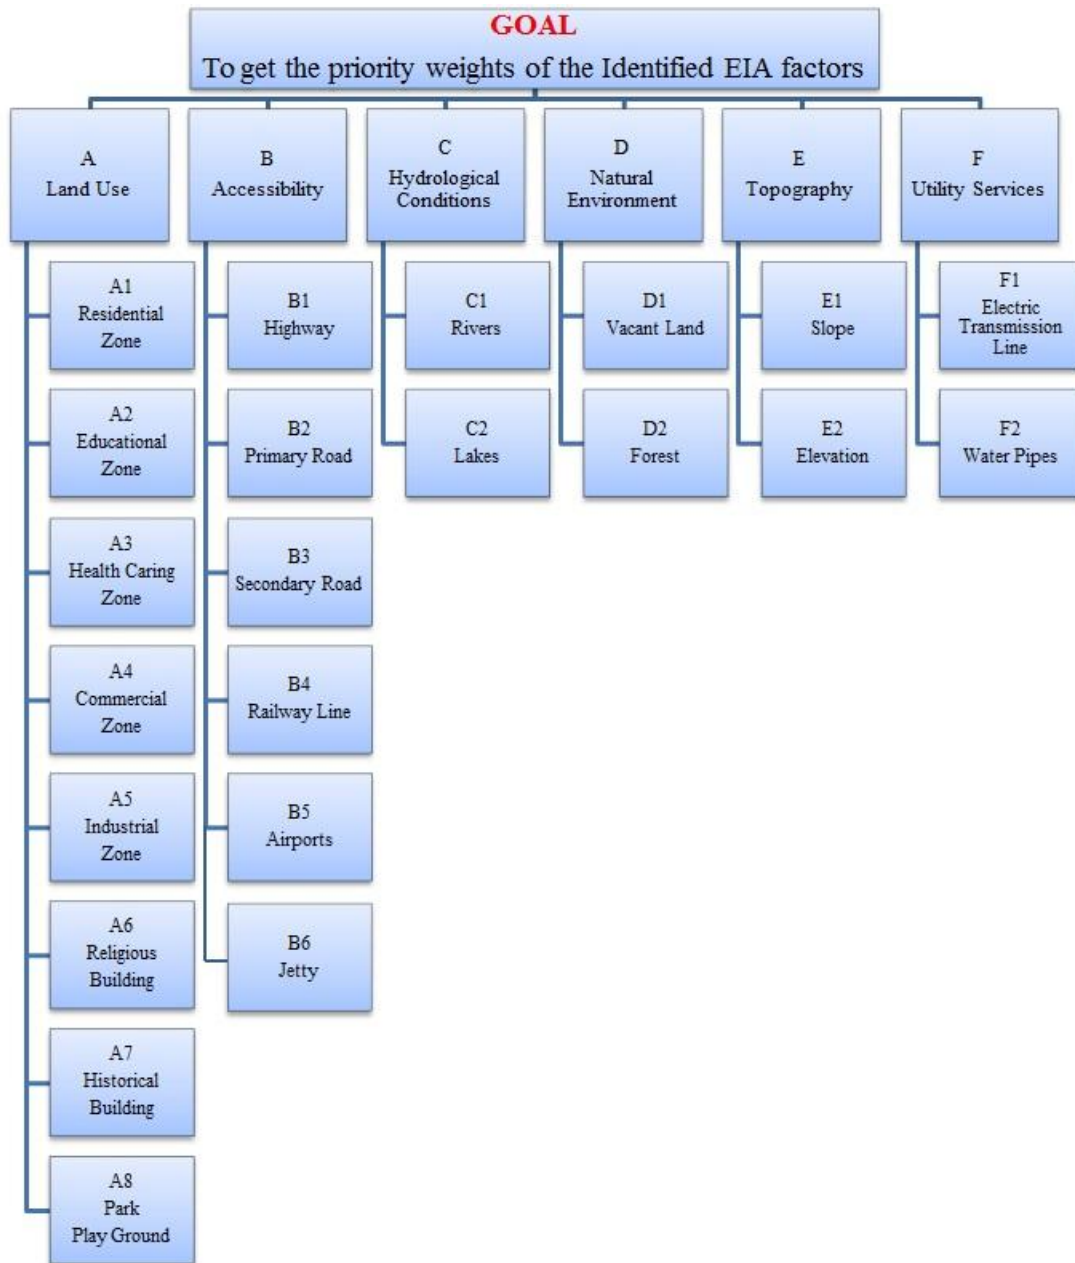 GOAL
To get the priority weights of the Identified EIA factors
A
Land Use
B
Accessibility
C
Hydrological
Conditions
D
Natural
Environment
E
Topography
F
Utility Services
A1
Residential
Zone
A2
Educational
Zone
A3
Health Caring
Zone
A4
Commercial
Zone
A5
Industrial
Zone
A6
Religious
Building
A7
Historical
Building
A8
Park
Play Ground
B1
Highway
B2
Primary Road
B3
Secondary Road
B4
Railway Line
B5
Airports
B6
Jetty
C1
Rivers
C2
Lakes
D1
Vacant Land
D2
Forest
E1
Slope
E2
Elevation
F1
Electric
Transmission
Line
F2
Water Pipes